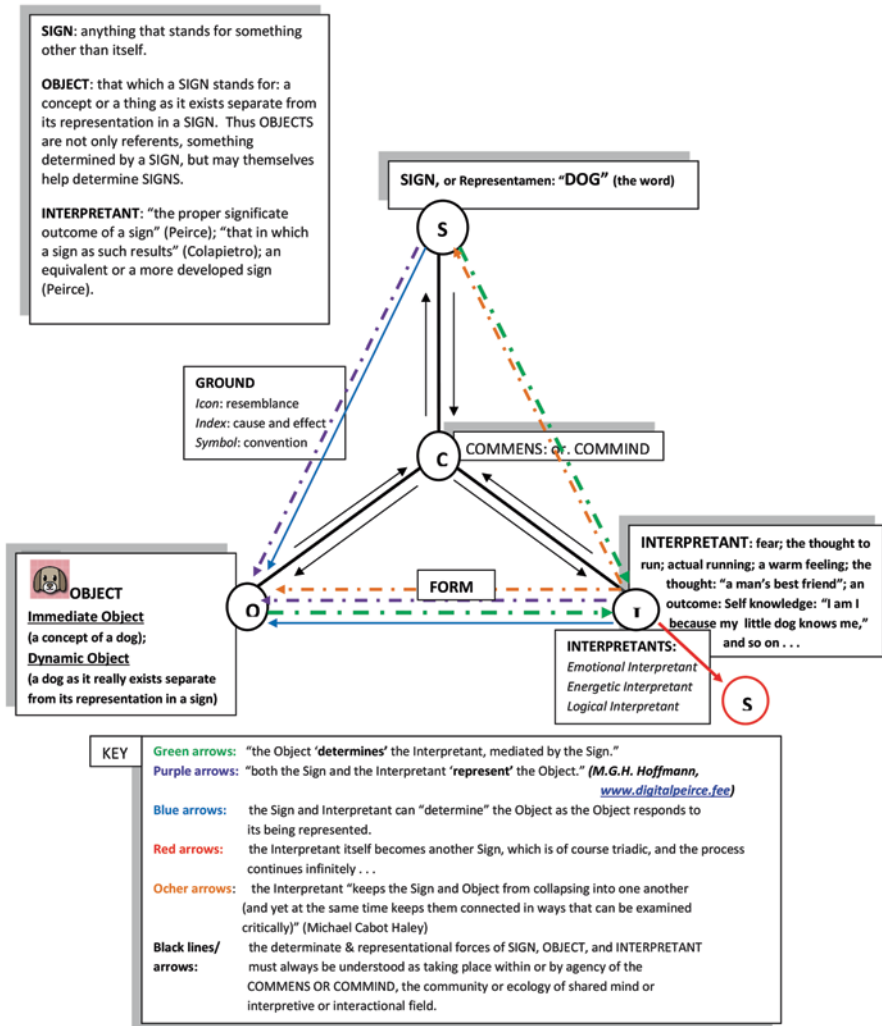 SIGN: anything that stands for something
other than itself.
OBJECT: that which a SIGN stands for: a
concept or a thing as it exists separate from
its representation in a SIGN. Thus OBJECTS
are not only referents, something
determined by a SIGN, but may themselves
help determine SIGNS.
INTERPRETANT: “the proper significate
outcome of a sign” (Peirce); “that in which
a sign as such results” (Colapietro); an
equivalent or a more developed sign
(Peirce).
SIGN, or Representamen: “DOG” (the word)
S
GROUND
Icon: resemblance
Index: cause and effect
Symbol: convention
C
COMMENS: or. COMMIND
OBJECT
Immediate Object
(a concept of a dog);
Dynamic Object
(a dog as it really exists separate
from its representation in a sign)
O
FORM
I
INTERPRETANT: fear; the thought to
run; actual running; a warm feeling; the
thought: “a man’s best friend”; an
outcome: Self knowledge: “I am I
because my little dog knows me,”
and so on . . .
INTERPRETANTS:
Emotional Interpretant
Energetic Interpretant
Logical Interpretant
S
KEY
Green arrows: “the Object ‘determines’ the Interpretant, mediated by the Sign.”
Purple arrows: “both the Sign and the Interpretant ‘represent’ the Object.” (M.G.H. Hoffmann,
www.digitalpeirce.fee)
Blue arrows: the Sign and Interpretant can “determine” the Object as the Object responds to
its being represented.
Red arrows: the Interpretant itself becomes another Sign, which is of course triadic, and the process
continues infinitely . . .
Ocher arrows: the Interpretant “keeps the Sign and Object from collapsing into one another
(and yet at the same time keeps them connected in ways that can be examined
critically)” (Michael Cabot Haley)
Black lines/ the determinate & representational forces of SIGN, OBJECT, and INTERPRETANT
arrows: must always be understood as taking place within or by agency of the
COMMENS OR COMMIND, the community or ecology of shared mind or
interpretive or interactional field.